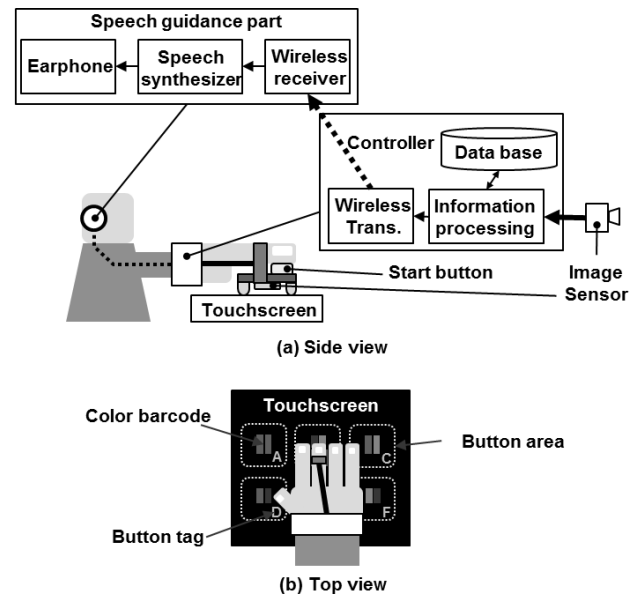 Speech guidance part
Earphone
Speech
synthesizer
Wireless
receiver
Controller
Data base
Wireless
Trans.
Information
processing
Start button
Image
Sensor
Touchscreen
(a) Side view
Touchscreen
Color barcode
A
C
Button area
D
F
Button tag
(b) Top view